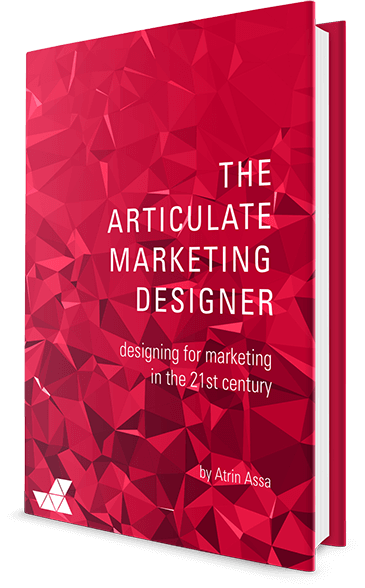 THE
ARTICULATE
MARKETING
DESIGNER
designing for marketing
in the 21st century
by Atrin Assa